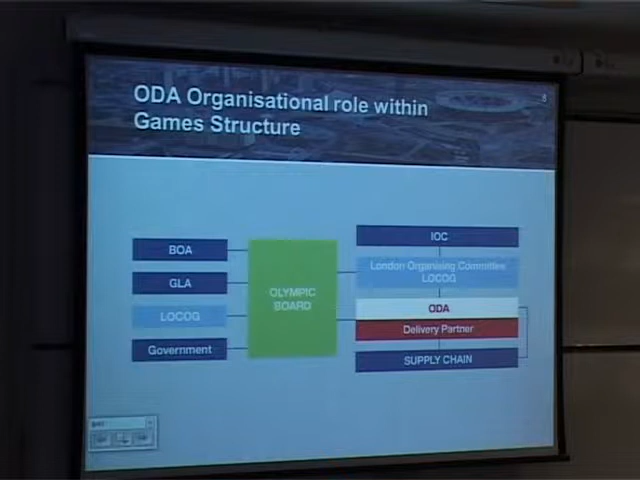 ODA Organisational role within
Games Structure
BOA
GLA
LOCOG
Government
OLYMPIC
BOARD
IOC
London Organising Committee
LOCOG
ODA
Delivery Partner
SUPPLY CHAIN